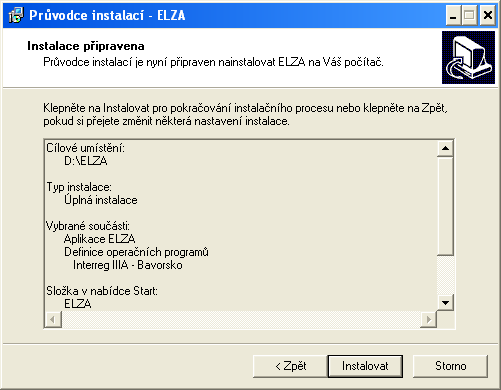 Průvodce instalací - ELZA
Instalace připravena
Průvodce instalací je nyní připraven nainstalovat ELZA na Váš počítač.
Klepněte na Instalovat pro pokračování instalačního procesu nebo klepněte na Zpět,
pokud si přejete změnit některá nastavení instalace.
Cílové umístění:
D:\ELZA
Typ instalace:
Úplná instalace
Vybrané součásti:
Aplikace ELZA
Definice operačních programů
Interreg IIIA - Bavorsko
Složka v nabídce Start:
ELZA
< Zpět
Instalovat
Storno